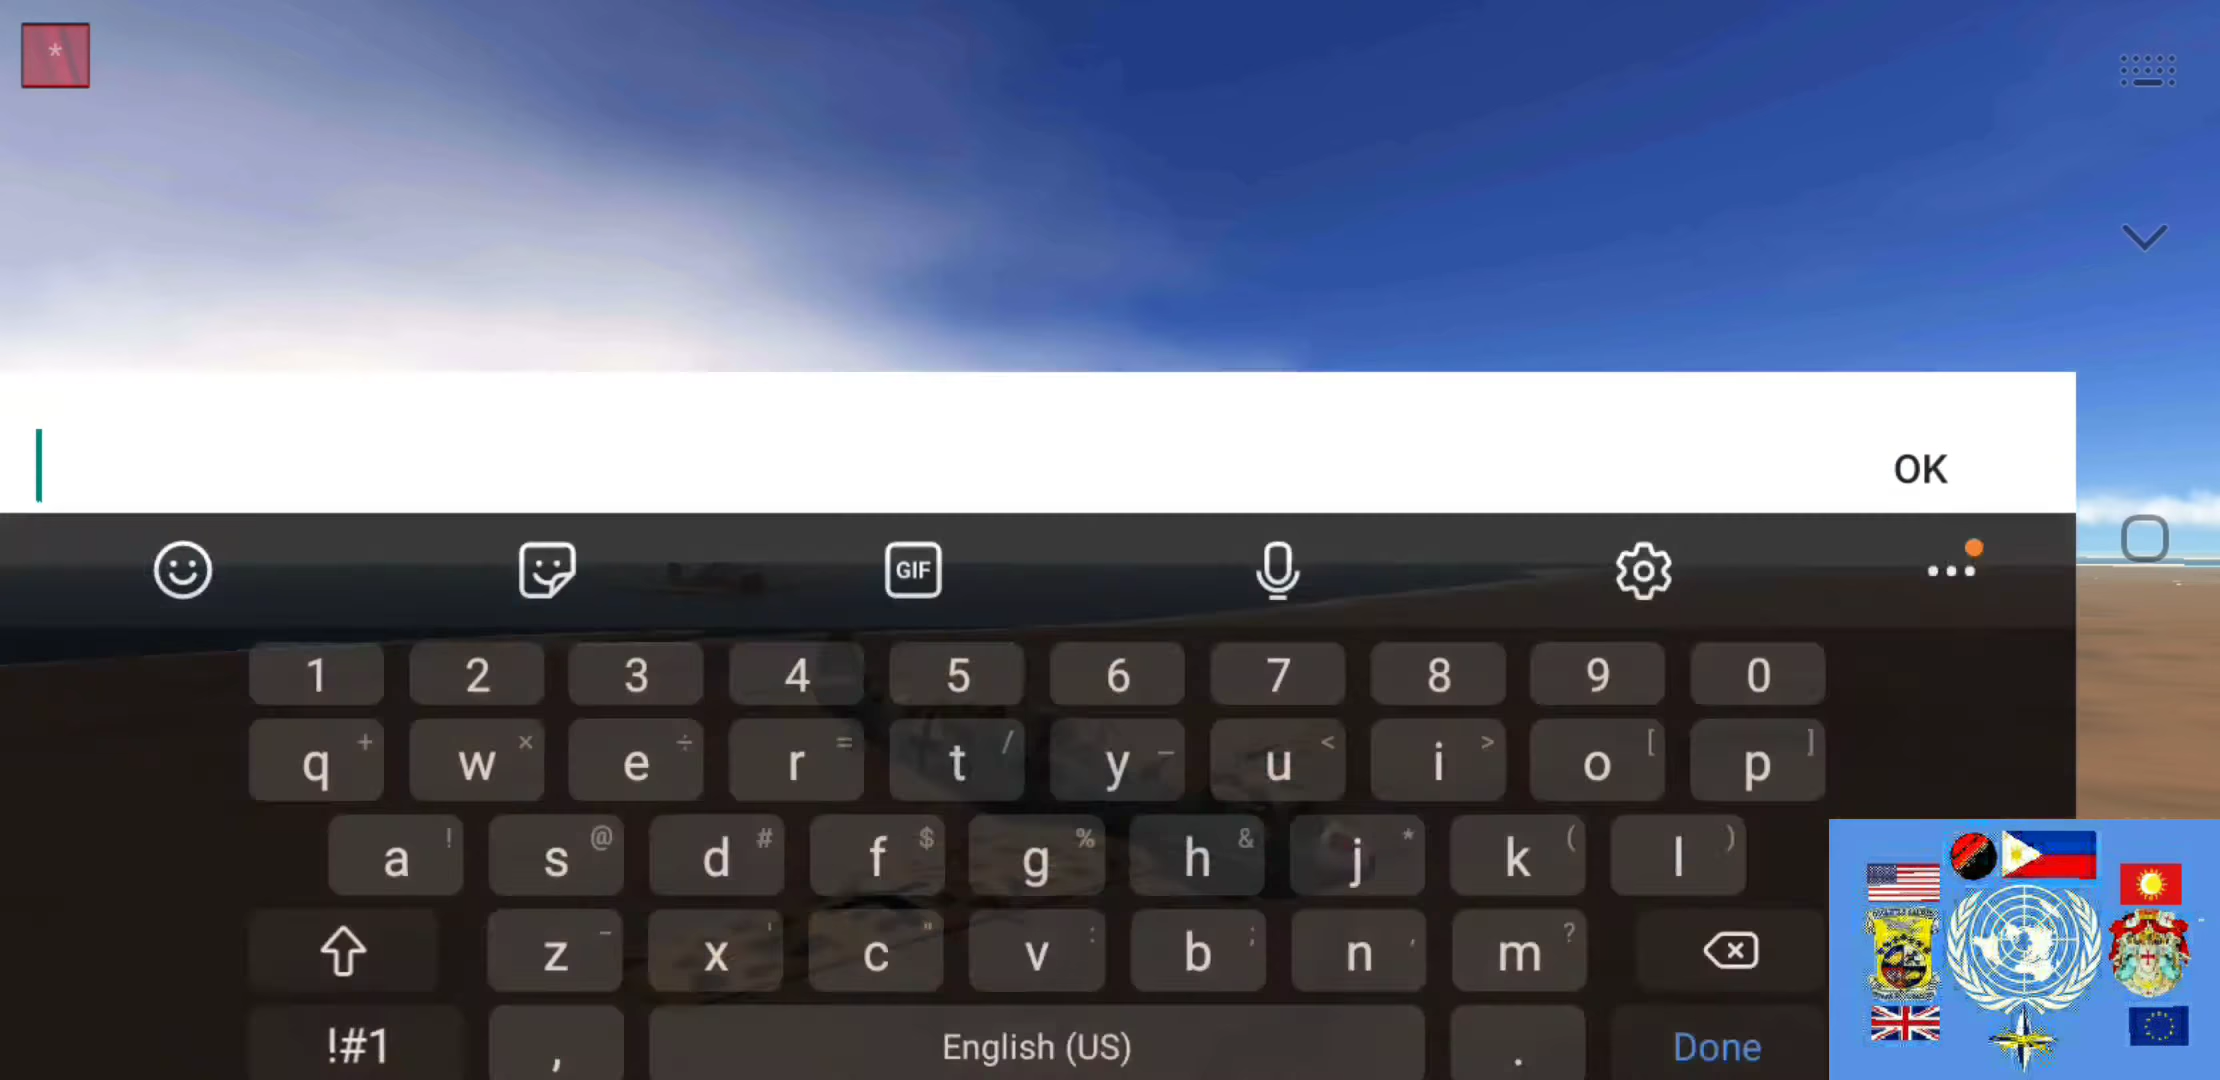 *
OK
GIF
1 2 3 4 5 6 7 8 9 0
q + w × e ÷ r = t / y _ u < i > o [ p ]
a ! s @ d # f $ g % h & j * k ( l )
z - x ' c " v : b ; n , m ?
!#1 , English (US) . Done